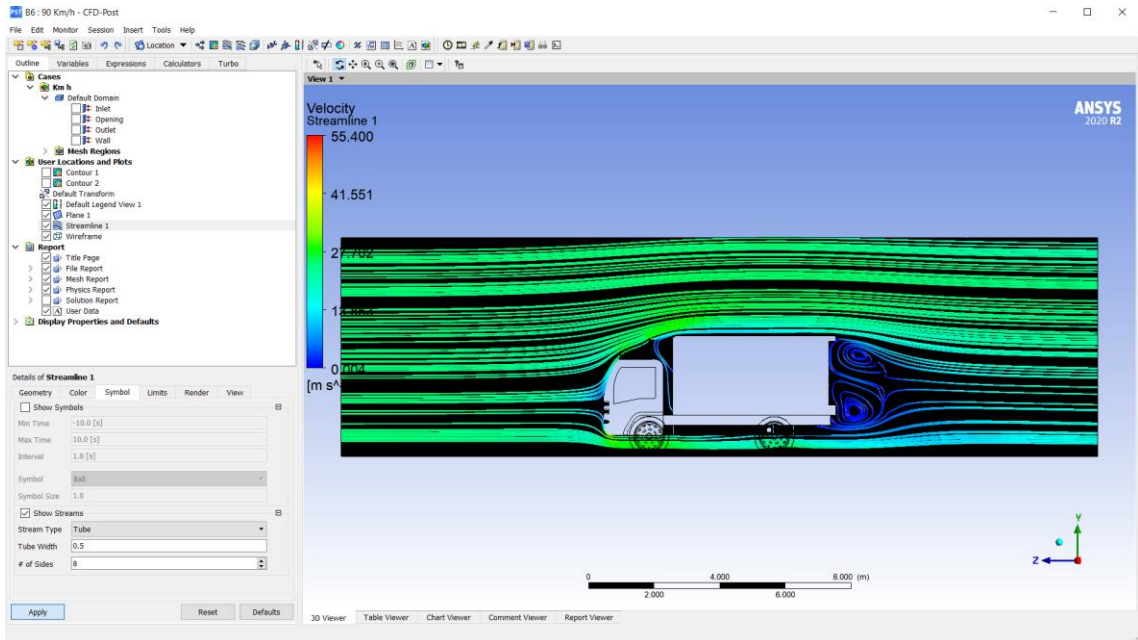 B6 : 90 Km/h - CFD-Post
File Edit Monitor Session Insert Tools Help
Location
Outline Variables Expressions Calculators Turbo
Cases
Km h
Default Domain
Inlet
Opening
Outlet
Wall
Mesh Regions
User Locations and Plots
Contour 1
Contour 2
Default Transform
Default Legend View 1
Plane 1
Streamline 1
Wireframe
Report
Title Page
File Report
Mesh Report
Physics Report
Solution Report
User Data
Display Properties and Defaults
Details of Streamline 1
Geometry Color Symbol Limits Render View
Show Symbols
Min Time -10.0 [s]
Max Time 10.0 [s]
Interval 1.0 [s]
Symbol Ball
Symbol Size 1.0
Show Streams
Stream Type Tube
Tube Width 0.5
# of Sides 8
Apply Reset Defaults
View 1
Velocity
Streamline 1
55.400
41.551
27.702
0.004
[m s^
ANSYS
2020 R2
Y
Z
0 4.000 8.000 (m)
2.000 6.000
3D Viewer Table Viewer Chart Viewer Comment Viewer Report Viewer